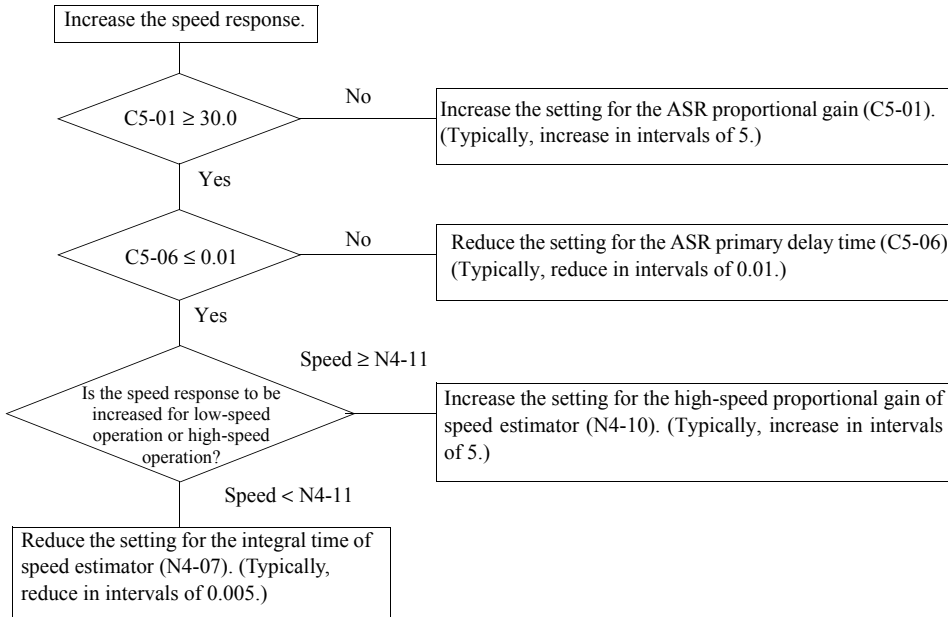 Increase the speed response.
No
C5-01 ≥ 30.0
Increase the setting for the ASR proportional gain (C5-01).
(Typically, increase in intervals of 5.)
Yes
No
C5-06 ≤ 0.01
Reduce the setting for the ASR primary delay time (C5-06)
(Typically, reduce in intervals of 0.01.)
Yes
Speed ≥ N4-11
Is the speed response to be
increased for low-speed
operation or high-speed
operation?
Increase the setting for the high-speed proportional gain of
speed estimator (N4-10). (Typically, increase in intervals
of 5.)
Speed < N4-11
Reduce the setting for the integral time of
speed estimator (N4-07). (Typically,
reduce in intervals of 0.005.)